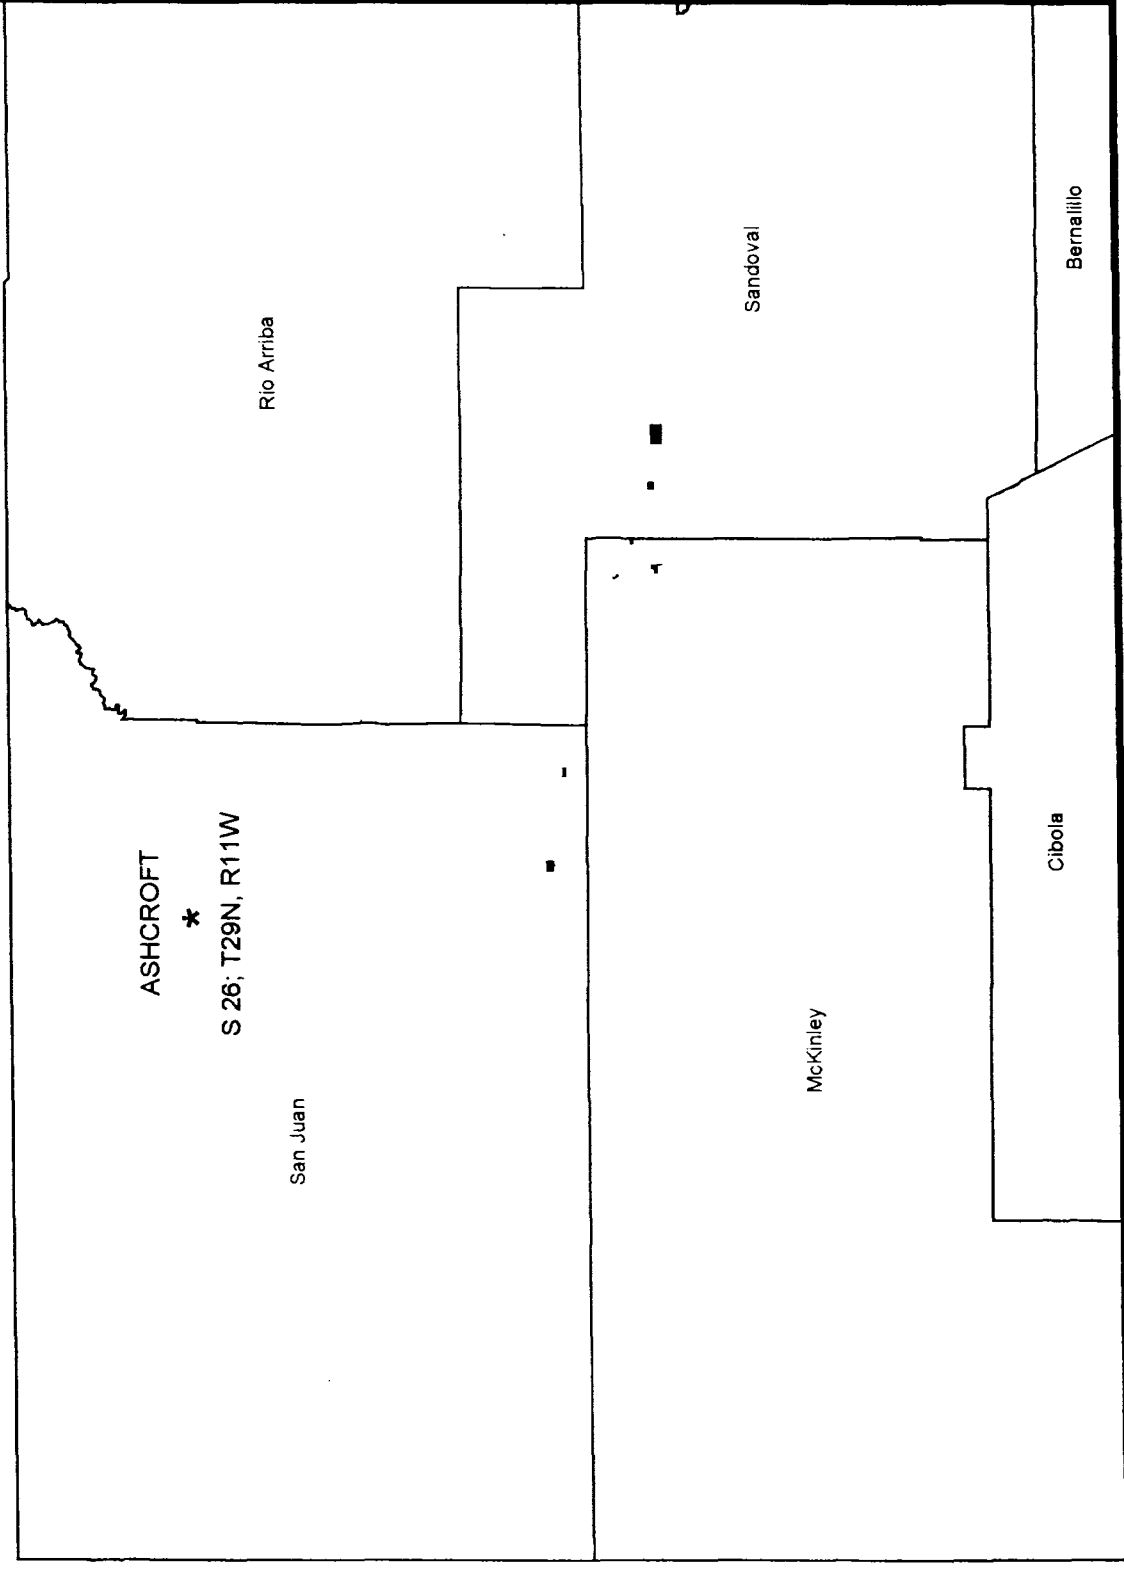 ASHCROFT
*
S 26; T29N, R11W
San Juan
Rio Arriba
McKinley
Sandoval
Cibola
Bernalillo